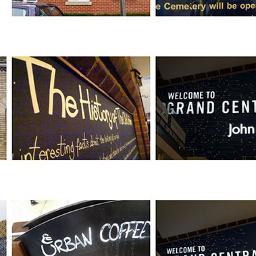 e Cemetery will be ope
The History of
interesting facts about the
WELCOME TO
GRAND CENT
John
& URBAN COFFEE
WELCOME TO
GRAND CENTRA